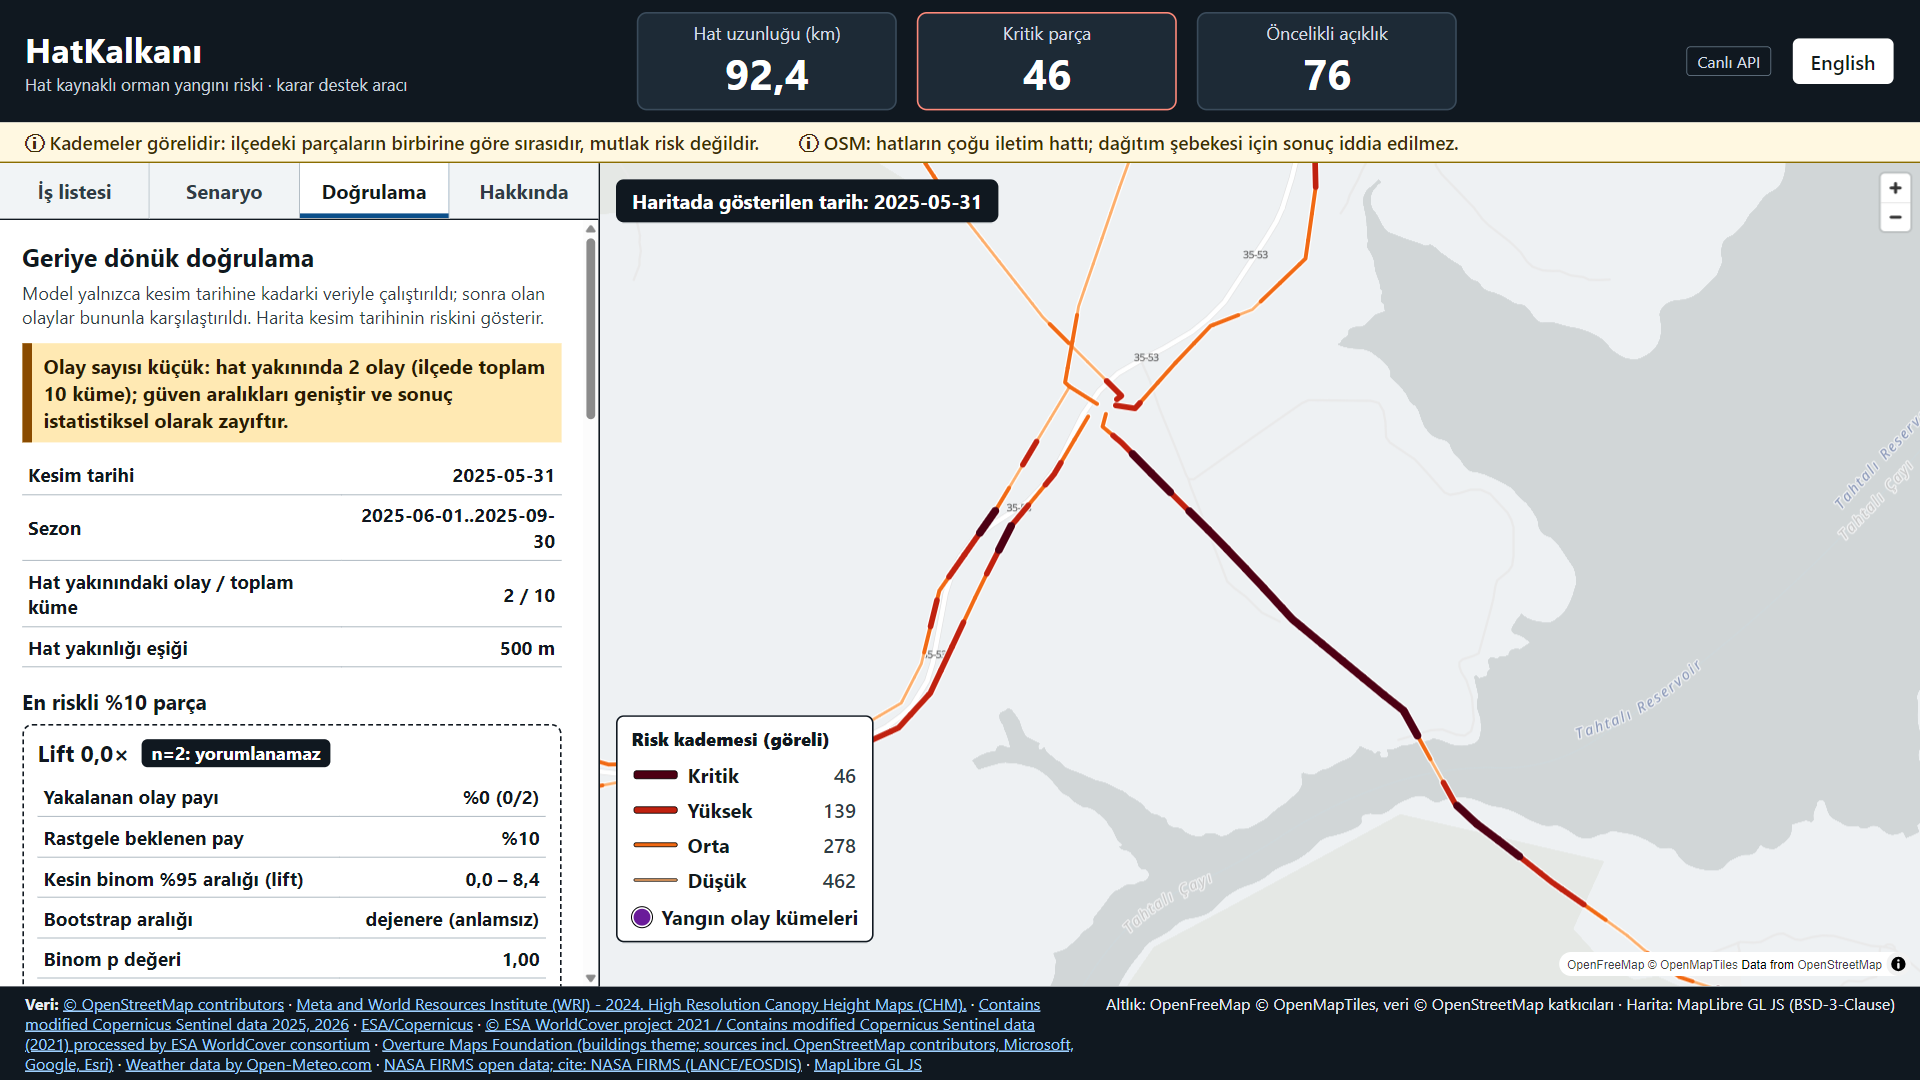 HatKalkanı
Hat kaynaklı orman yangını riski · karar destek aracı
Hat uzunluğu (km)
92,4
Kritik parça
46
Öncelikli açıklık
76
Canlı API
English
Kademeler görelidir: ilçedeki parçaların birbirine göre sırasıdır, mutlak risk değildir.
OSM: hatların çoğu iletim hattı; dağıtım şebekesi için sonuç iddia edilmez.
İş listesi
Senaryo
Doğrulama
Hakkında
Geriye dönük doğrulama
Model yalnızca kesim tarihine kadarki veriyle çalıştırıldı; sonra olan
olaylar bununla karşılaştırıldı. Harita kesim tarihinin riskini gösterir.
Olay sayısı küçük: hat yakınında 2 olay (ilçede toplam
10 küme); güven aralıkları geniştir ve sonuç
istatistiksel olarak zayıftır.
Kesim tarihi 2025-05-31
Sezon 2025-06-01..2025-09-
30
Hat yakınındaki olay / toplam
küme 2 / 10
Hat yakınlığı eşiği 500 m
En riskli %10 parça
Lift 0,0× n=2: yorumlanamaz
Yakalanan olay payı %0 (0/2)
Rastgele beklenen pay %10
Kesin binom %95 aralığı (lift) 0,0 – 8,4
Bootstrap aralığı dejenere (anlamsız)
Binom p değeri 1,00
Haritada gösterilen tarih: 2025-05-31
+
−
35-53
35-53
Tahtalı Reservoir
Tahtalı Çayı
Tahtalı Reservoir
Tahtalı Çayı
Risk kademesi (göreli)
Kritik 46
Yüksek 139
Orta 278
Düşük 462
Yangın olay kümeleri
OpenFreeMap © OpenMapTiles Data from OpenStreetMap
Veri: © OpenStreetMap contributors · Meta and World Resources Institute (WRI) - 2024. High Resolution Canopy Height Maps (CHM). · Contains
modified Copernicus Sentinel data 2025, 2026 · ESA/Copernicus · © ESA WorldCover project 2021 / Contains modified Copernicus Sentinel data
(2021) processed by ESA WorldCover consortium · Overture Maps Foundation (buildings theme; sources incl. OpenStreetMap contributors, Microsoft,
Google, Esri) · Weather data by Open-Meteo.com · NASA FIRMS open data; cite: NASA FIRMS (LANCE/EOSDIS) · MapLibre GL JS
Altlık: OpenFreeMap © OpenMapTiles, veri © OpenStreetMap katkıcıları · Harita: MapLibre GL JS (BSD-3-Clause)